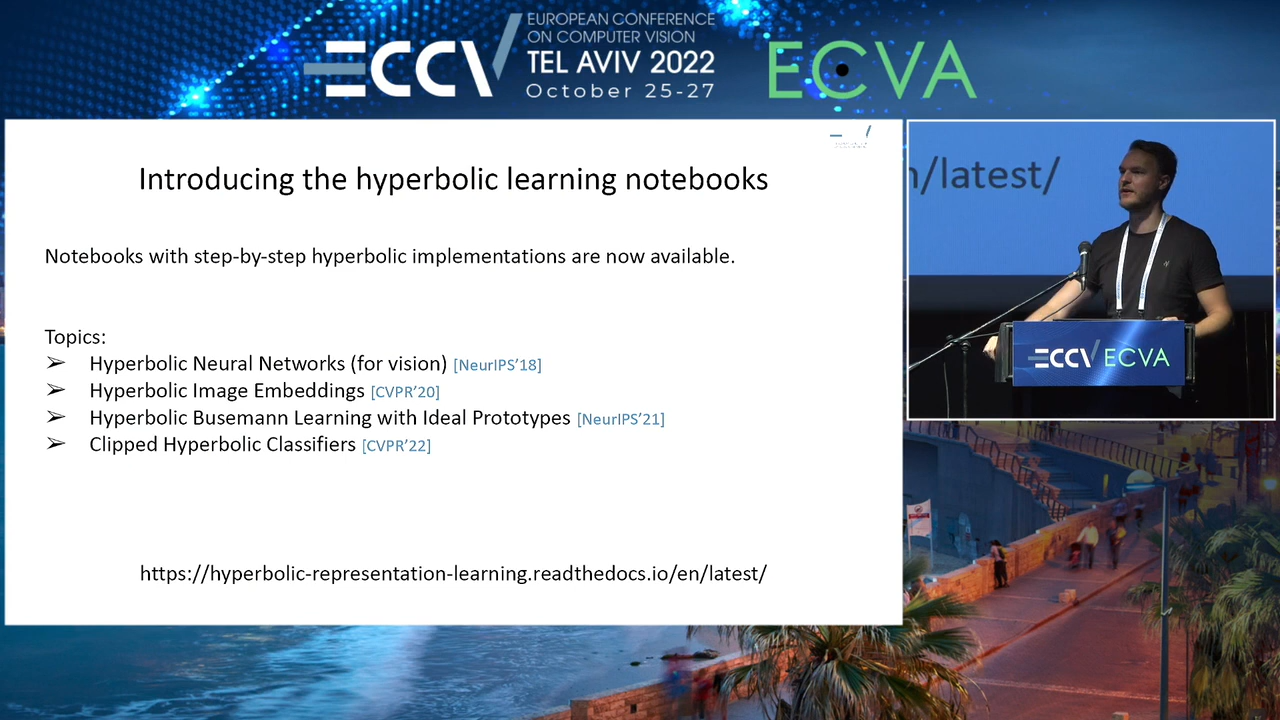 ECCV
EUROPEAN CONFERENCE
ON COMPUTER VISION
TEL AVIV 2022
October 25-27
ECVA
Introducing the hyperbolic learning notebooks
Notebooks with step-by-step hyperbolic implementations are now available.
Topics:
➢ Hyperbolic Neural Networks (for vision) [NeurIPS’18]
➢ Hyperbolic Image Embeddings [CVPR’20]
➢ Hyperbolic Busemann Learning with Ideal Prototypes [NeurIPS’21]
➢ Clipped Hyperbolic Classifiers [CVPR’22]
https://hyperbolic-representation-learning.readthedocs.io/en/latest/
n/latest/
ECCV ECVA